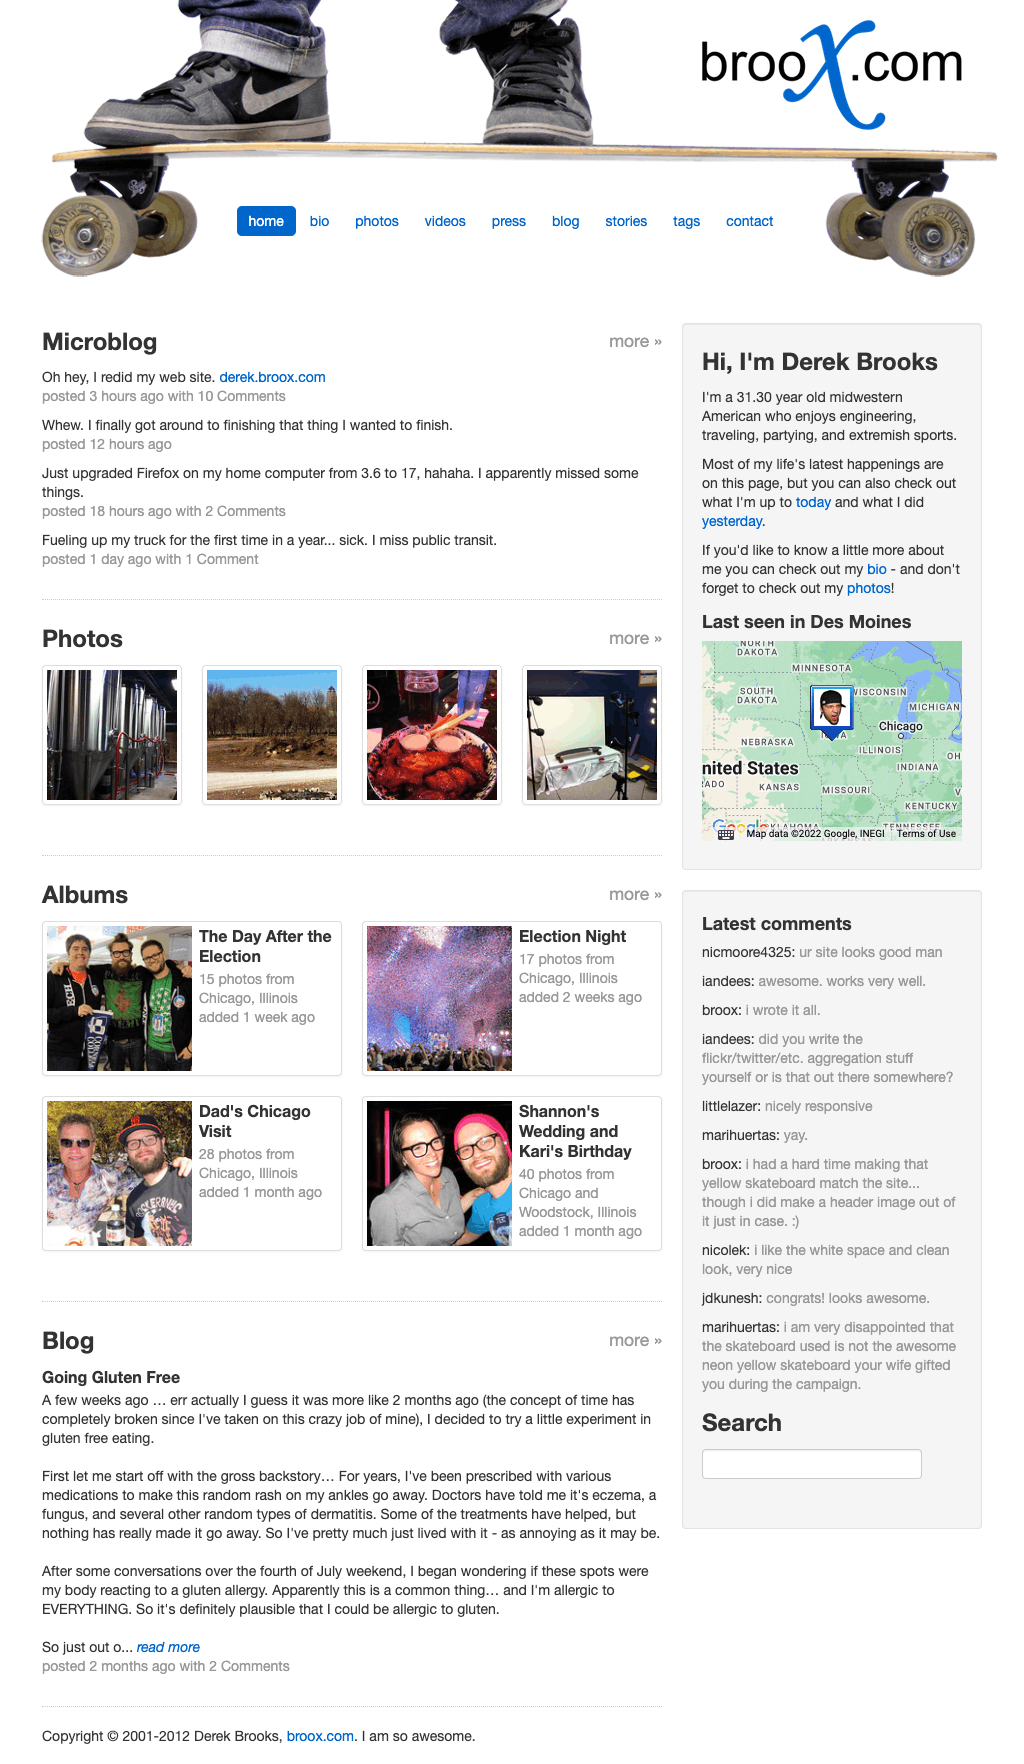 brooX.com
home bio photos videos press blog stories tags contact
Microblog more »
Oh hey, I redid my web site. derek.broox.com
posted 3 hours ago with 10 Comments
Whew. I finally got around to finishing that thing I wanted to finish.
posted 12 hours ago
Just upgraded Firefox on my home computer from 3.6 to 17, hahaha. I apparently missed some
things.
posted 18 hours ago with 2 Comments
Fueling up my truck for the first time in a year... sick. I miss public transit.
posted 1 day ago with 1 Comment
Photos more »
Albums more »
The Day After the
Election
15 photos from
Chicago, Illinois
added 1 week ago
Election Night
17 photos from
Chicago, Illinois
added 2 weeks ago
Dad's Chicago
Visit
28 photos from
Chicago, Illinois
added 1 month ago
Shannon's
Wedding and
Kari's Birthday
40 photos from
Chicago and
Woodstock, Illinois
added 1 month ago
Blog more »
Going Gluten Free
A few weeks ago … err actually I guess it was more like 2 months ago (the concept of time has
completely broken since I've taken on this crazy job of mine), I decided to try a little experiment in
gluten free eating.
First let me start off with the gross backstory… For years, I've been prescribed with various
medications to make this random rash on my ankles go away. Doctors have told me it's eczema, a
fungus, and several other random types of dermatitis. Some of the treatments have helped, but
nothing has really made it go away. So I've pretty much just lived with it - as annoying as it may be.
After some conversations over the fourth of July weekend, I began wondering if these spots were
my body reacting to a gluten allergy. Apparently this is a common thing… and I'm allergic to
EVERYTHING. So it's definitely plausible that I could be allergic to gluten.
So just out o... read more
posted 2 months ago with 2 Comments
Copyright © 2001-2012 Derek Brooks, broox.com. I am so awesome.
Hi, I'm Derek Brooks
I'm a 31.30 year old midwestern
American who enjoys engineering,
traveling, partying, and extremish sports.
Most of my life's latest happenings are
on this page, but you can also check out
what I'm up to today and what I did
yesterday.
If you'd like to know a little more about
me you can check out my bio - and don't
forget to check out my photos!
Last seen in Des Moines
NORTH
DAKOTA
MINNESOTA
SOUTH
DAKOTA
WISCONSIN
MICHIGAN
Chicago
NEBRASKA
ILLINOIS
nited States
INDIANA
KANSAS
MISSOURI
KENTUCKY
Google
OKLAHOMA
TENNESSEE
Map data ©2022 Google, INEGI Terms of Use
Latest comments
nicmoore4325: ur site looks good man
iandees: awesome. works very well.
broox: i wrote it all.
iandees: did you write the
flickr/twitter/etc. aggregation stuff
yourself or is that out there somewhere?
littlelazer: nicely responsive
marihuertas: yay.
broox: i had a hard time making that
yellow skateboard match the site...
though i did make a header image out of
it just in case. :)
nicolek: i like the white space and clean
look, very nice
jdkunesh: congrats! looks awesome.
marihuertas: i am very disappointed that
the skateboard used is not the awesome
neon yellow skateboard your wife gifted
you during the campaign.
Search